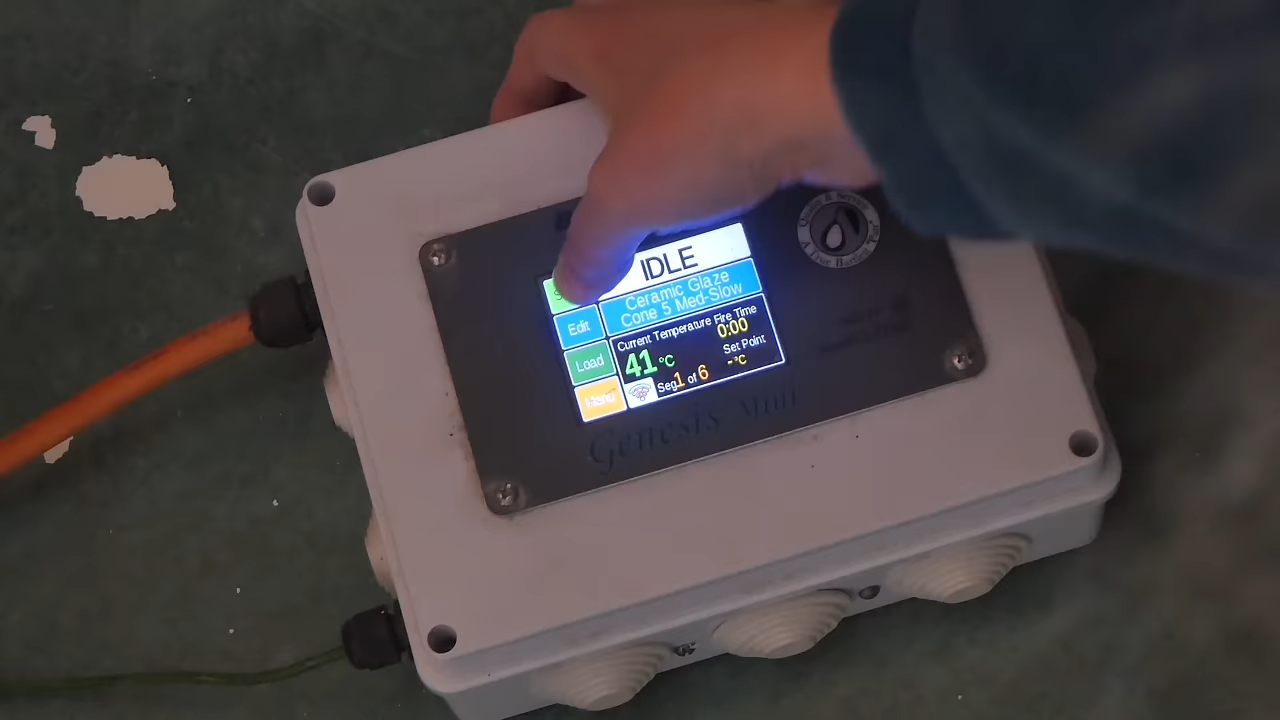 IDLE
Ceramic Glaze
Cone 5 Med-Slow
Edit
Load
Menu
Current Temperature
41 °C
Fire Time
0:00
Set Point
-°C
Seg 1 of 6
Genesis Mini